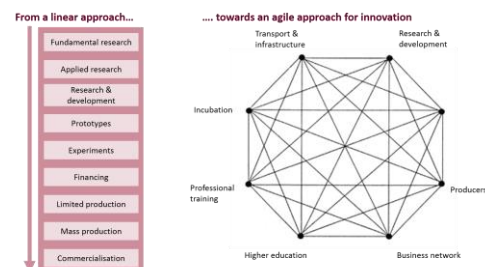 From a linear approach…
Fundamental research
Applied research
Research &
development
Prototypes
Experiments
Financing
Limited production
Mass production
Commercialisation
…. towards an agile approach for innovation
Transport &
infrastructure
Research &
development
Incubation
Professional
training
Producers
Higher education
Business network